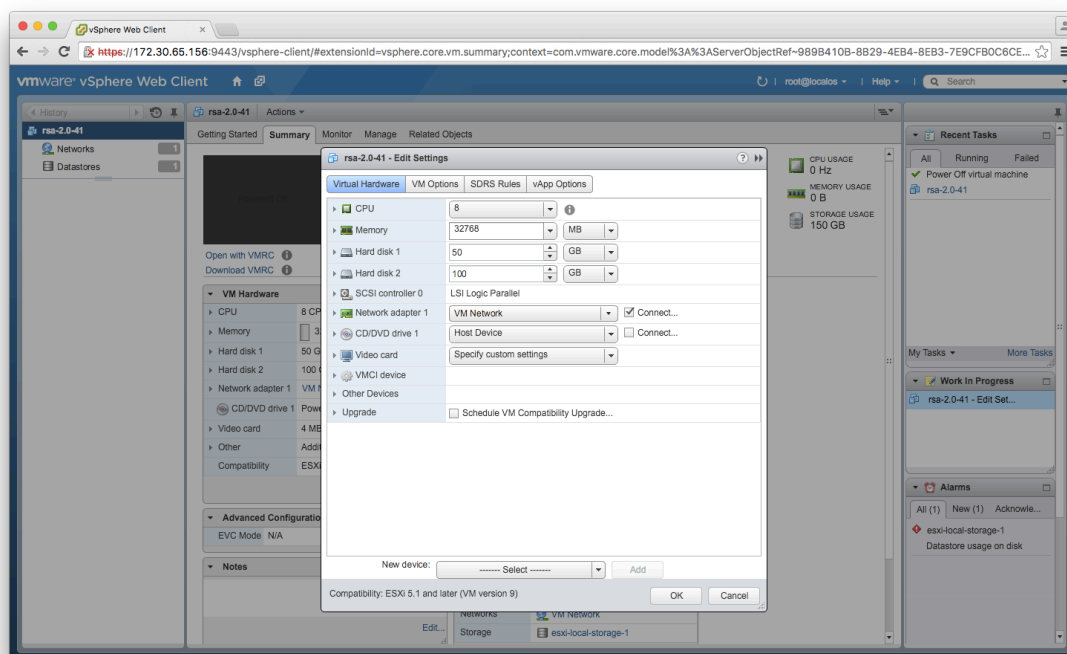 vSphere Web Client
https://172.30.65.156:9443/vsphere-client/#extensionId=vsphere.core.vm.summary;context=com.vmware.core.model%3A%3AServerObjectRef~989B410B-8B29-4EB4-8EB3-7E9CFB0C6CE...
vmware® vSphere Web Client
root@localos
Help
Search
History
rsa-2.0-41
Networks 1
Datastores 1
rsa-2.0-41 Actions
Getting Started Summary Monitor Manage Related Objects
Open with VMRC
Download VMRC
CPU USAGE
0 Hz
MEMORY USAGE
0 B
STORAGE USAGE
150 GB
VM Hardware
CPU 8 CP
Memory 3
Hard disk 1 50 G
Hard disk 2 100
Network adapter 1 VM
CD/DVD drive 1 Powe
Video card 4 MB
Other Addit
Compatibility ESXi
Advanced Configuratio
EVC Mode N/A
Notes
Edit...
Networks VM Network
Storage esxi-local-storage-1
rsa-2.0-41 - Edit Settings
Virtual Hardware VM Options SDRS Rules vApp Options
CPU 8
Memory 32768 MB
Hard disk 1 50 GB
Hard disk 2 100 GB
SCSI controller 0 LSI Logic Parallel
Network adapter 1 VM Network Connect...
CD/DVD drive 1 Host Device Connect...
Video card Specify custom settings
VMCI device
Other Devices
Upgrade Schedule VM Compatibility Upgrade...
New device: ------- Select ------- Add
Compatibility: ESXi 5.1 and later (VM version 9) OK Cancel
Recent Tasks
All Running Failed
Power Off virtual machine
rsa-2.0-41
My Tasks More Tasks
Work In Progress
rsa-2.0-41 - Edit Set...
Alarms
All (1) New (1) Acknowle...
esxi-local-storage-1
Datastore usage on disk